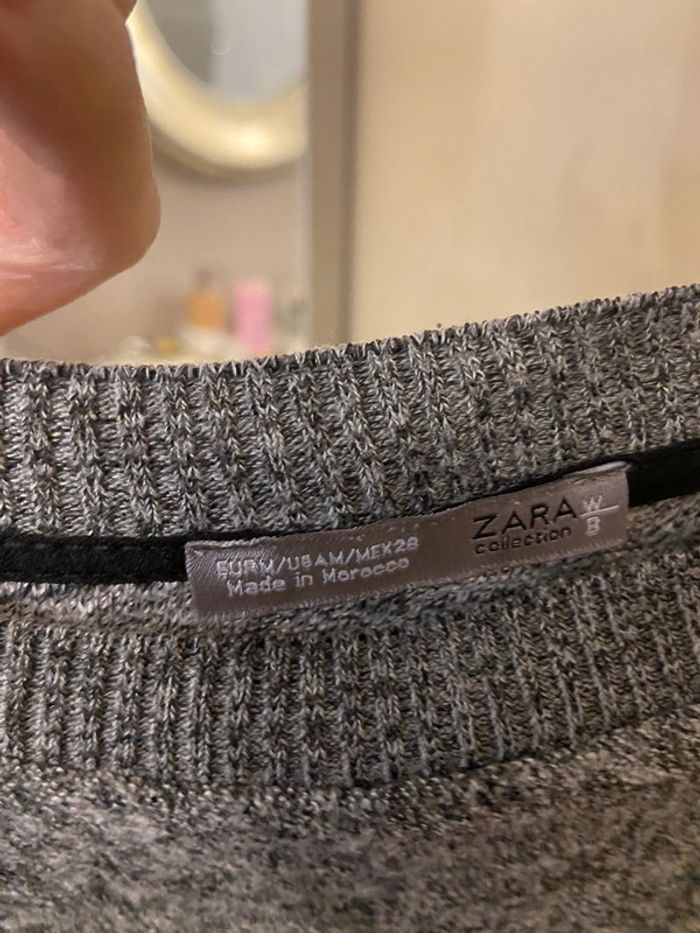 ZARA W/B
collection
EUR M/USA M/MEX 28
Made in Morocco